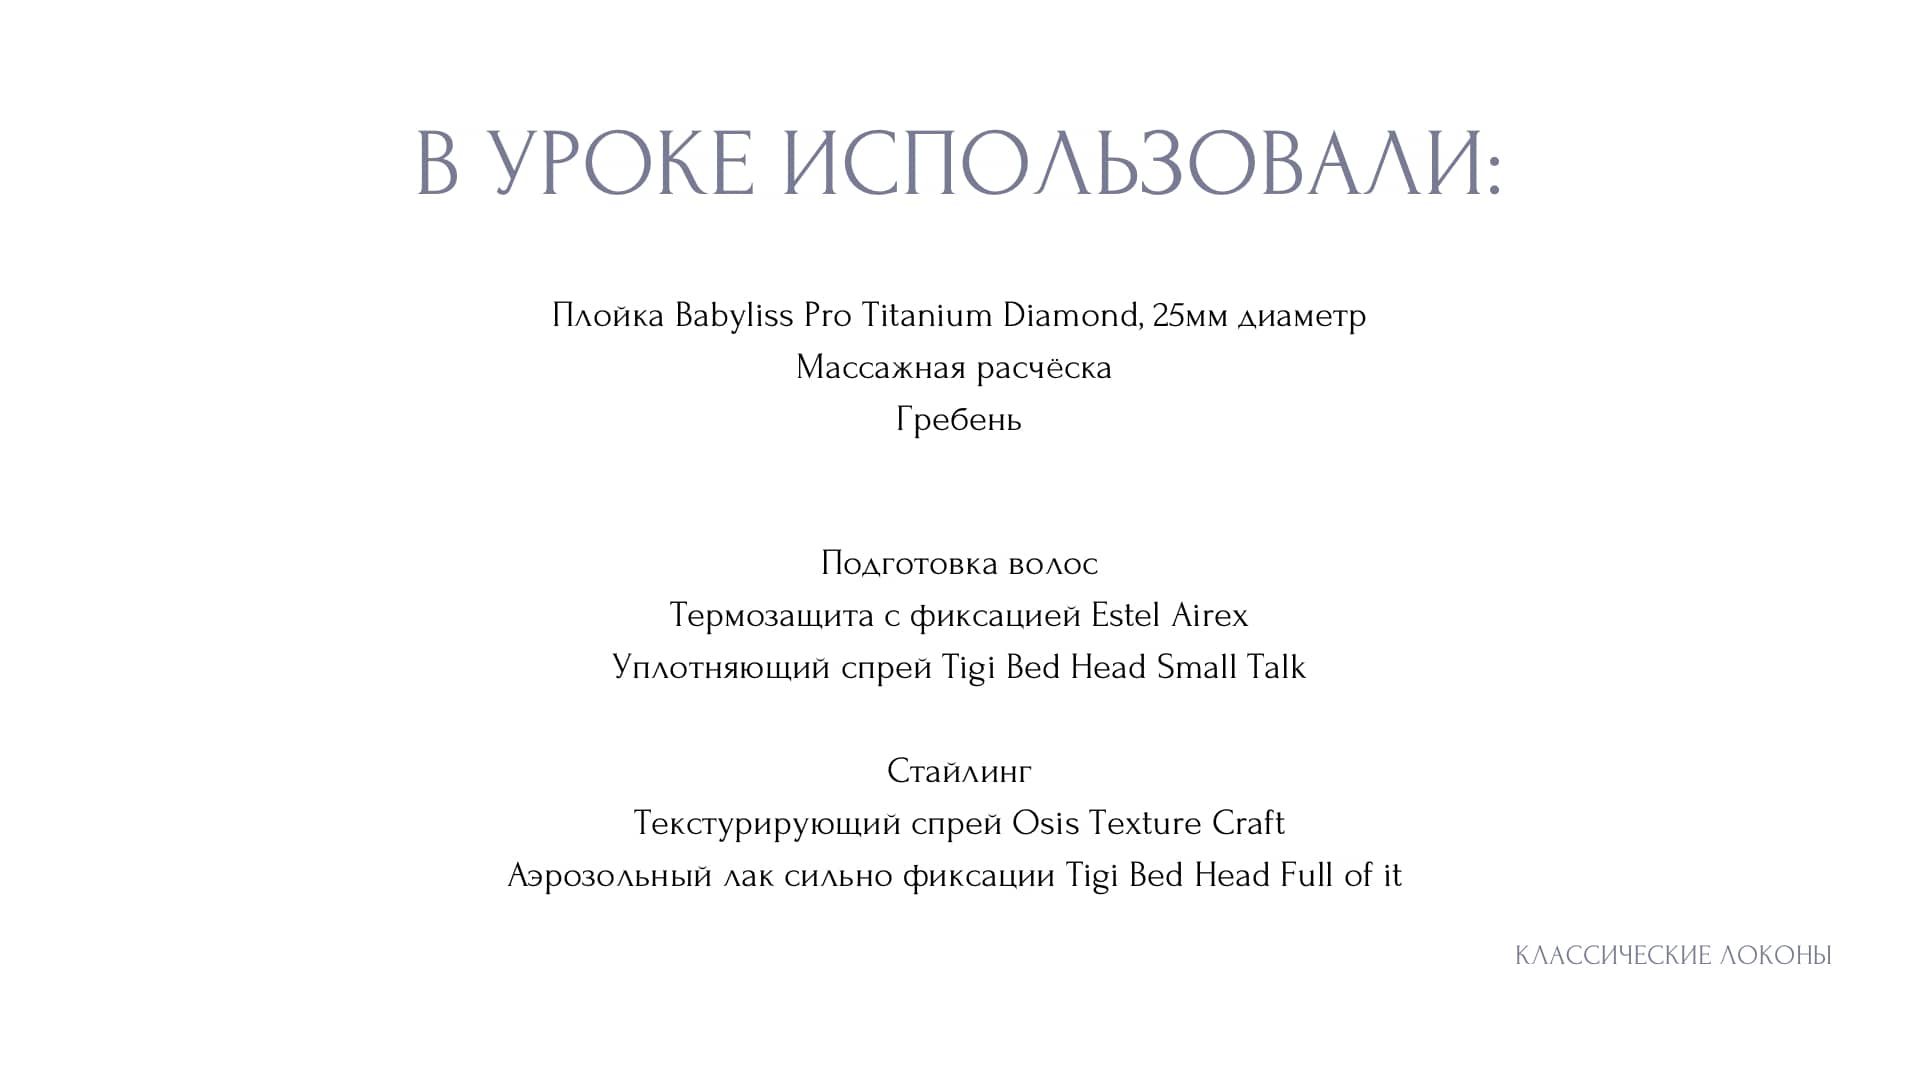 В УРОКЕ ИСПОЛЬЗОВАЛИ:
Плойка Babyliss Pro Titanium Diamond, 25мм диаметр
Массажная расчёска
Гребень
Подготовка волос
Термозащита с фиксацией Estel Airex
Уплотняющий спрей Tigi Bed Head Small Talk
Стайлинг
Текстурирующий спрей Osis Texture Craft
Аэрозольный лак сильно фиксации Tigi Bed Head Full of it
КЛАССИЧЕСКИЕ ЛОКОНЫ